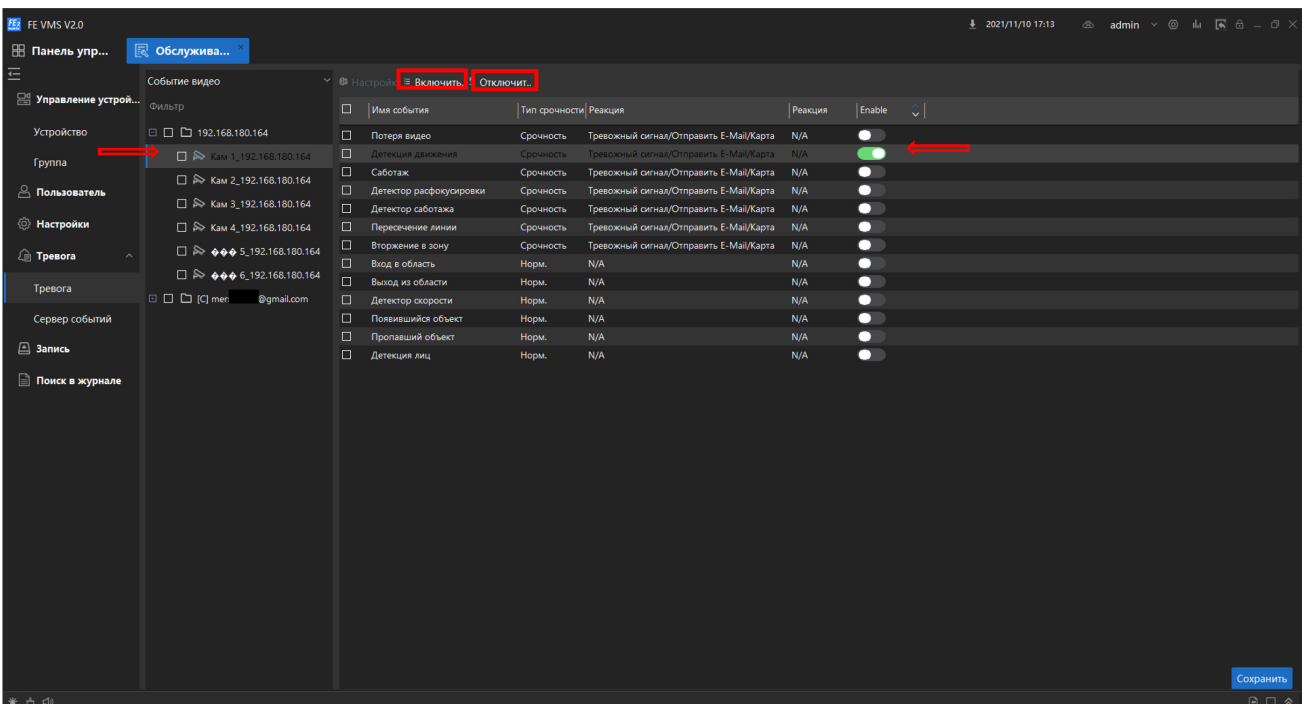 FE VMS V2.0
2021/11/10 17:13 admin
Панель упр...
Обслужива... ×
Управление устрой...
Устройство
Группа
Пользователь
Настройки
Тревога
Тревога
Сервер событий
Запись
Поиск в журнале
Событие видео
Фильтр
192.168.180.164
Кам 1_192.168.180.164
Кам 2_192.168.180.164
Кам 3_192.168.180.164
Кам 4_192.168.180.164
��� 5_192.168.180.164
��� 6_192.168.180.164
[C] mer @gmail.com
Настройк Включить. Отключит..
Имя события Тип срочности Реакция Реакция Enable
Потеря видео Срочность Тревожный сигнал/Отправить E-Mail/Карта N/A
Детекция движения Срочность Тревожный сигнал/Отправить E-Mail/Карта N/A
Саботаж Срочность Тревожный сигнал/Отправить E-Mail/Карта N/A
Детектор расфокусировки Срочность Тревожный сигнал/Отправить E-Mail/Карта N/A
Детектор саботажа Срочность Тревожный сигнал/Отправить E-Mail/Карта N/A
Пересечение линии Срочность Тревожный сигнал/Отправить E-Mail/Карта N/A
Вторжение в зону Срочность Тревожный сигнал/Отправить E-Mail/Карта N/A
Вход в область Норм. N/A N/A
Выход из области Норм. N/A N/A
Детектор скорости Норм. N/A N/A
Появившийся объект Норм. N/A N/A
Пропавший объект Норм. N/A N/A
Детекция лиц Норм. N/A N/A
Сохранить